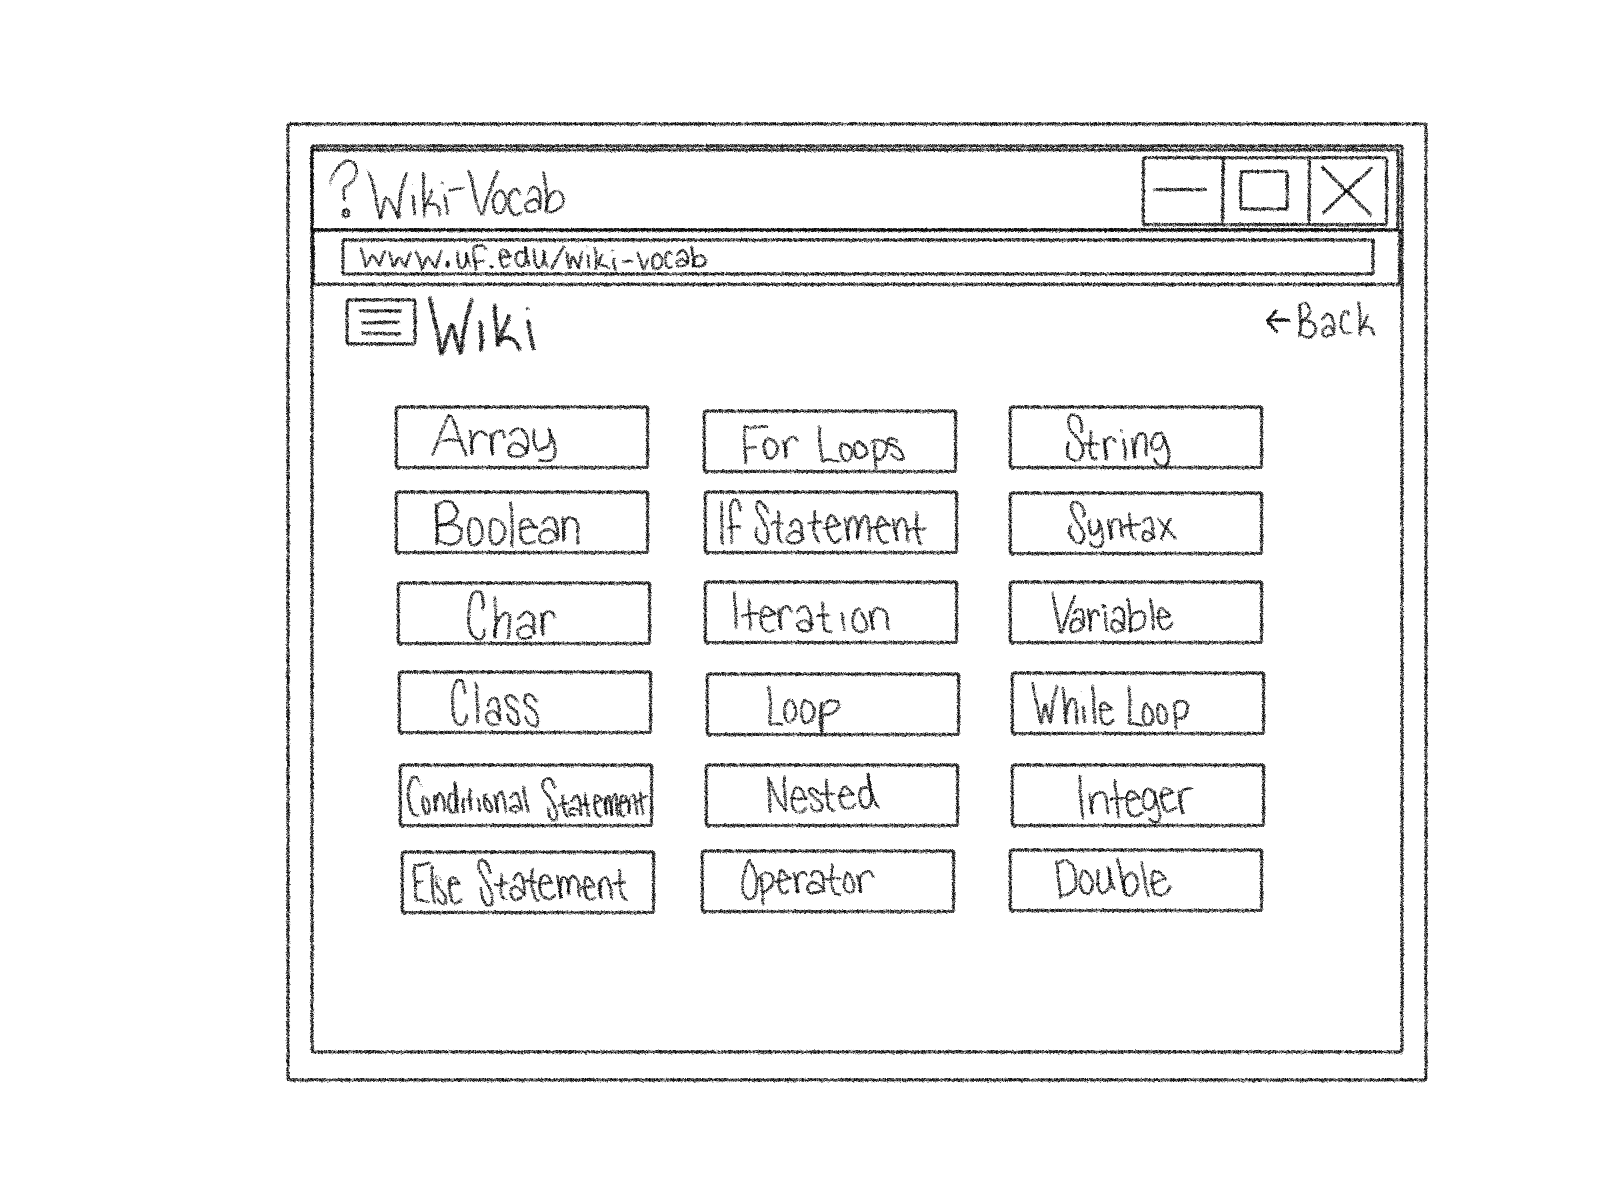 ? Wiki-Vocab
www.uf.edu/wiki-vocab
Wiki
←Back
Array
For Loops
String
Boolean
If Statement
Syntax
Char
Iteration
Variable
Class
Loop
While Loop
Conditional Statement
Nested
Integer
Else Statement
Operator
Double